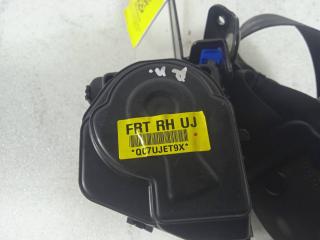 R n.
FRT RH UJ
*QC7UJET9X*